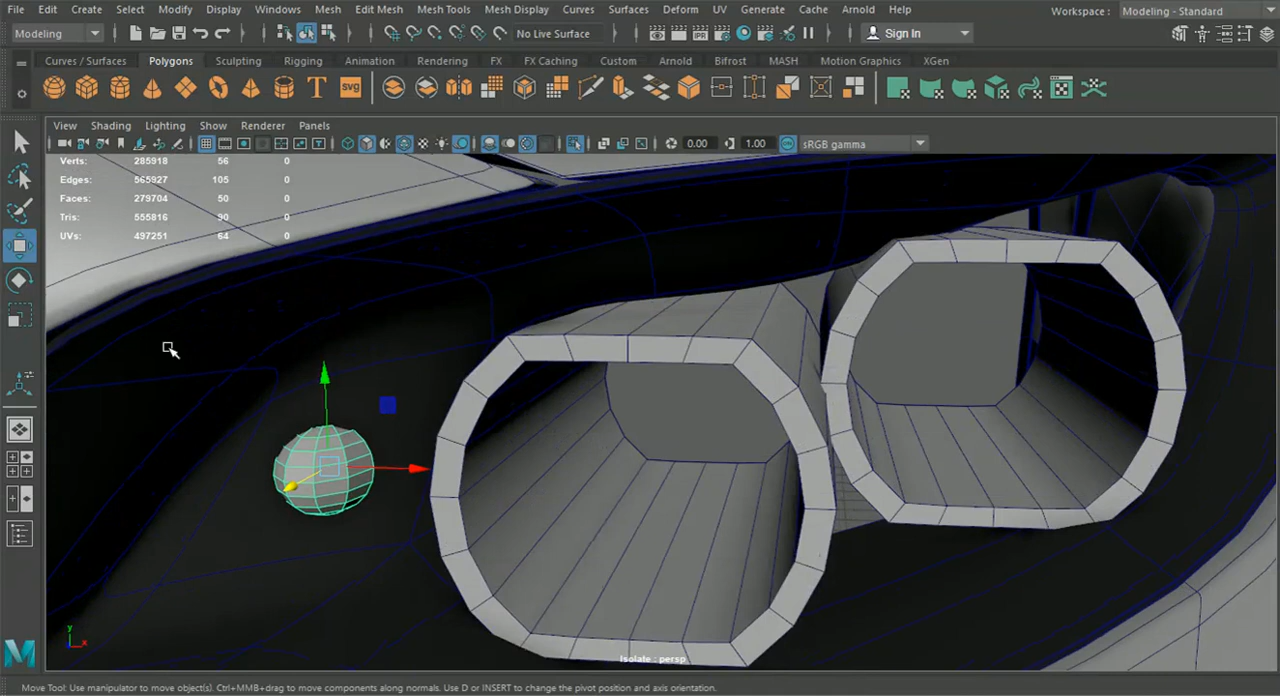 File Edit Create Select Modify Display Windows Mesh Edit Mesh Mesh Tools Mesh Display Curves Surfaces Deform UV Generate Cache Arnold Help Workspace : Modeling - Standard
Modeling No Live Surface Sign In
Curves / Surfaces Polygons Sculpting Rigging Animation Rendering FX FX Caching Custom Arnold Bifrost MASH Motion Graphics XGen
T svg
View Shading Lighting Show Renderer Panels
0.00 1.00 sRGB gamma
Verts: 285918 56 0
Edges: 565927 105 0
Faces: 279704 50 0
Tris: 555816 90 0
UVs: 497251 64 0
y
x
Isolate : persp
M
Move Tool: Use manipulator to move object(s). Ctrl+MMB+drag to move components along normals. Use D or INSERT to change the pivot position and axis orientation.